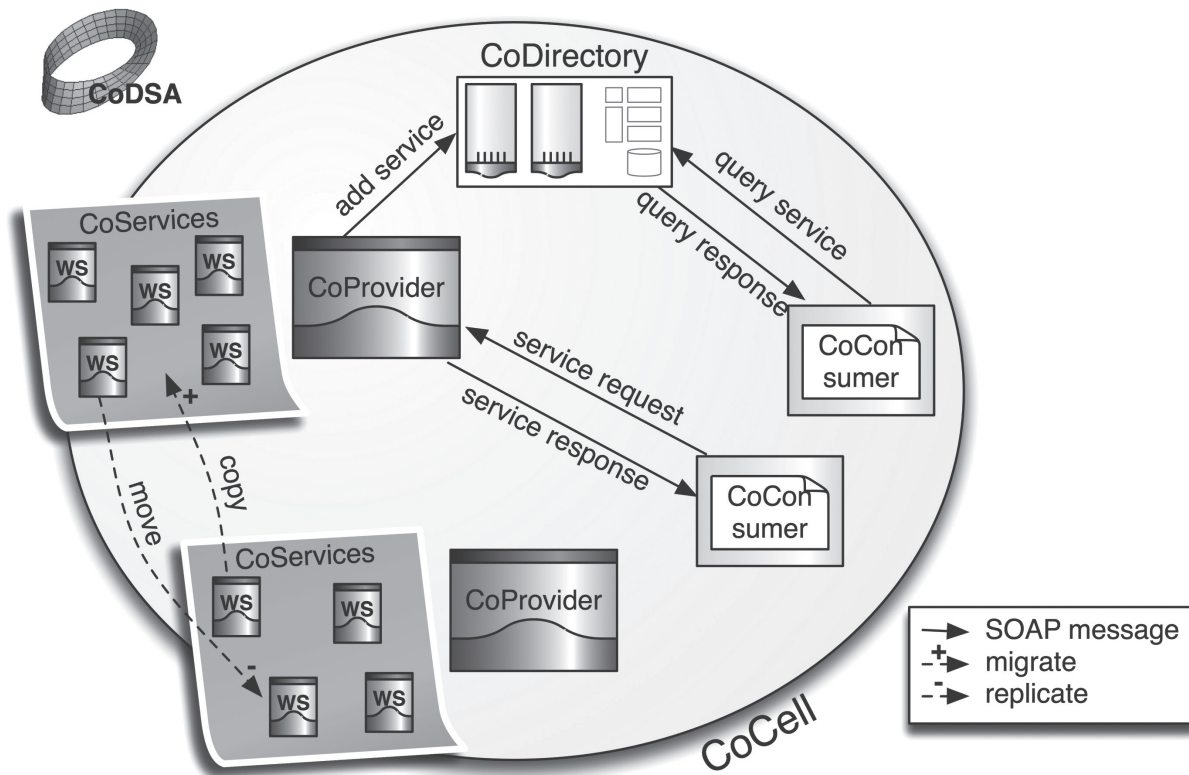 CoDSA
CoDirectory
add service
query service
query response
CoServices
WS
WS
WS
WS
WS
CoProvider
CoCon
sumer
service request
service response
+
copy
move
CoCon
sumer
CoServices
WS
WS
-
WS
WS
CoProvider
CoCell
SOAP message
+
migrate
-
replicate